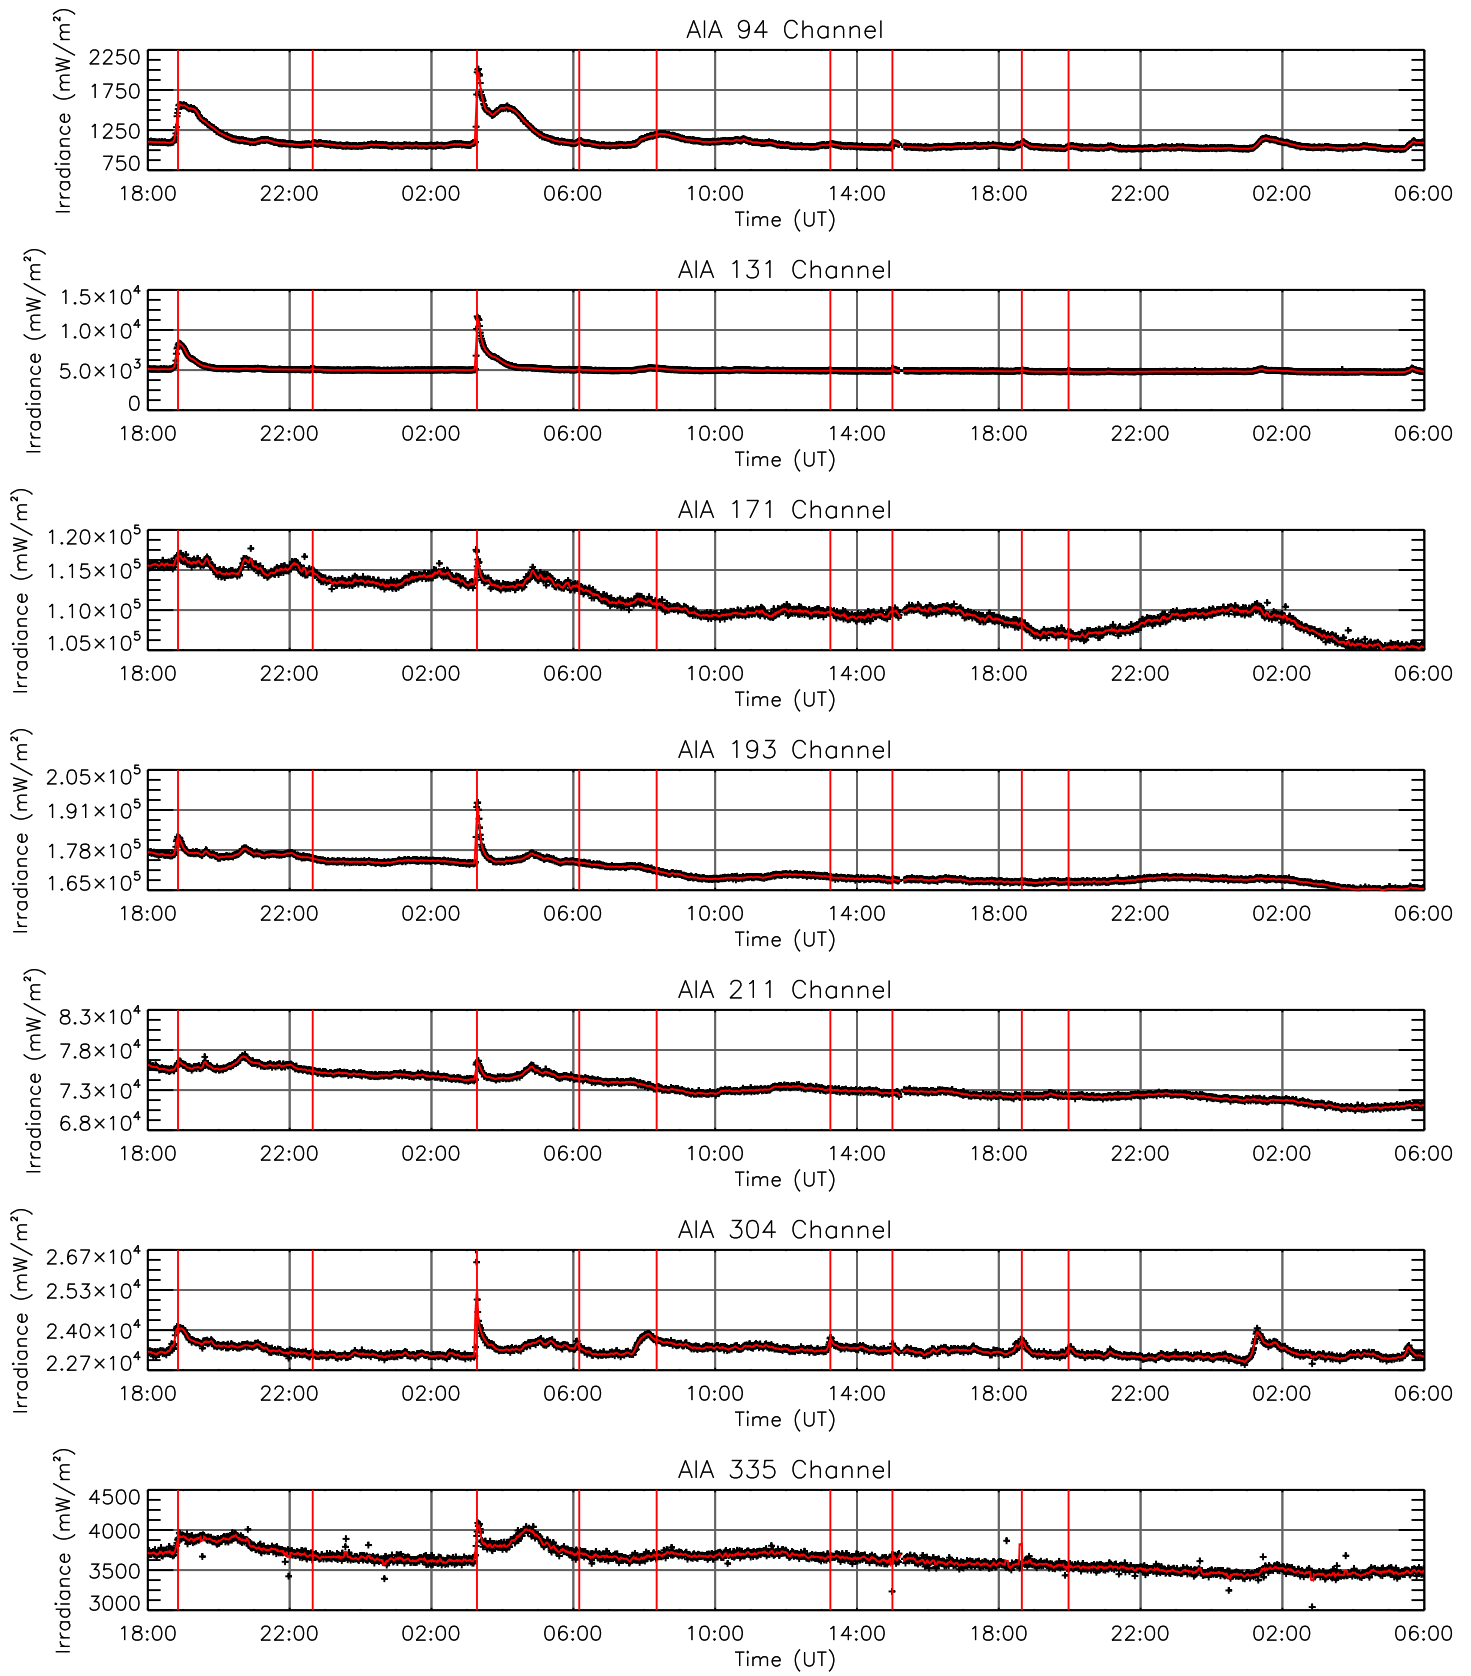 AIA 94 Channel
Irradiance (mW/m²)
2250
1750
1250
750
18:00 22:00 02:00 06:00 10:00 14:00 18:00 22:00 02:00 06:00
Time (UT)
AIA 131 Channel
Irradiance (mW/m²)
1.5×10⁴
1.0×10⁴
5.0×10³
0
18:00 22:00 02:00 06:00 10:00 14:00 18:00 22:00 02:00 06:00
Time (UT)
AIA 171 Channel
Irradiance (mW/m²)
1.20×10⁵
1.15×10⁵
1.10×10⁵
1.05×10⁵
18:00 22:00 02:00 06:00 10:00 14:00 18:00 22:00 02:00 06:00
Time (UT)
AIA 193 Channel
Irradiance (mW/m²)
2.05×10⁵
1.91×10⁵
1.78×10⁵
1.65×10⁵
18:00 22:00 02:00 06:00 10:00 14:00 18:00 22:00 02:00 06:00
Time (UT)
AIA 211 Channel
Irradiance (mW/m²)
8.3×10⁴
7.8×10⁴
7.3×10⁴
6.8×10⁴
18:00 22:00 02:00 06:00 10:00 14:00 18:00 22:00 02:00 06:00
Time (UT)
AIA 304 Channel
Irradiance (mW/m²)
2.67×10⁴
2.53×10⁴
2.40×10⁴
2.27×10⁴
18:00 22:00 02:00 06:00 10:00 14:00 18:00 22:00 02:00 06:00
Time (UT)
AIA 335 Channel
Irradiance (mW/m²)
4500
4000
3500
3000
18:00 22:00 02:00 06:00 10:00 14:00 18:00 22:00 02:00 06:00
Time (UT)